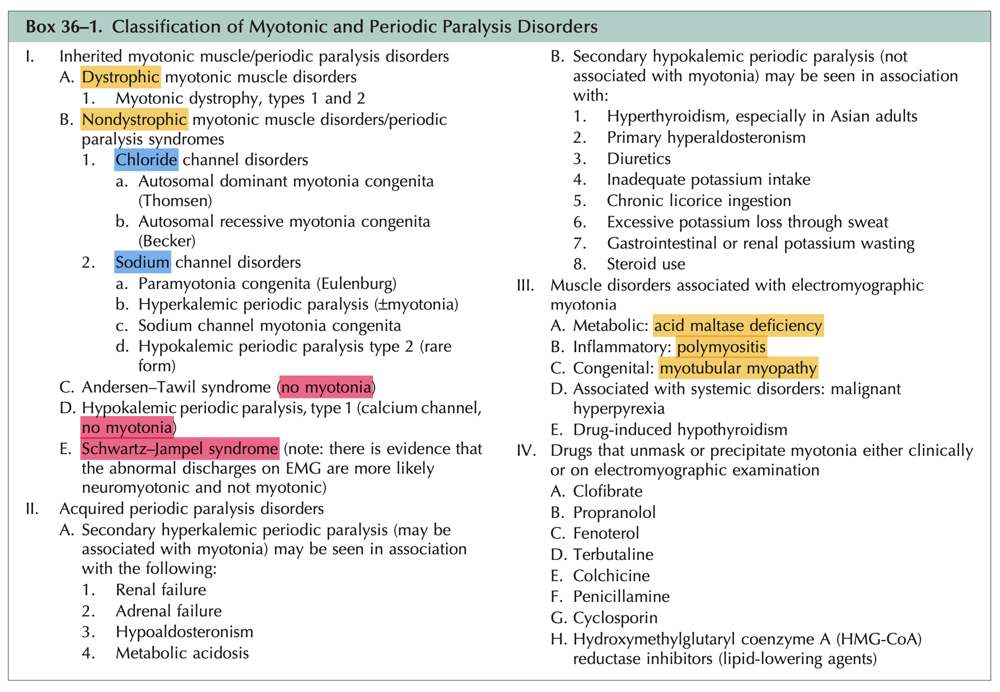 Box 36–1. Classification of Myotonic and Periodic Paralysis Disorders
I. Inherited myotonic muscle/periodic paralysis disorders
A. Dystrophic myotonic muscle disorders
1. Myotonic dystrophy, types 1 and 2
B. Nondystrophic myotonic muscle disorders/periodic
paralysis syndromes
1. Chloride channel disorders
a. Autosomal dominant myotonia congenita
(Thomsen)
b. Autosomal recessive myotonia congenita
(Becker)
2. Sodium channel disorders
a. Paramyotonia congenita (Eulenburg)
b. Hyperkalemic periodic paralysis (±myotonia)
c. Sodium channel myotonia congenita
d. Hypokalemic periodic paralysis type 2 (rare
form)
C. Andersen–Tawil syndrome (no myotonia)
D. Hypokalemic periodic paralysis, type 1 (calcium channel,
no myotonia)
E. Schwartz–Jampel syndrome (note: there is evidence that
the abnormal discharges on EMG are more likely
neuromyotonic and not myotonic)
II. Acquired periodic paralysis disorders
A. Secondary hyperkalemic periodic paralysis (may be
associated with myotonia) may be seen in association
with the following:
1. Renal failure
2. Adrenal failure
3. Hypoaldosteronism
4. Metabolic acidosis
B. Secondary hypokalemic periodic paralysis (not
associated with myotonia) may be seen in association
with:
1. Hyperthyroidism, especially in Asian adults
2. Primary hyperaldosteronism
3. Diuretics
4. Inadequate potassium intake
5. Chronic licorice ingestion
6. Excessive potassium loss through sweat
7. Gastrointestinal or renal potassium wasting
8. Steroid use
III. Muscle disorders associated with electromyographic
myotonia
A. Metabolic: acid maltase deficiency
B. Inflammatory: polymyositis
C. Congenital: myotubular myopathy
D. Associated with systemic disorders: malignant
hyperpyrexia
E. Drug-induced hypothyroidism
IV. Drugs that unmask or precipitate myotonia either clinically
or on electromyographic examination
A. Clofibrate
B. Propranolol
C. Fenoterol
D. Terbutaline
E. Colchicine
F. Penicillamine
G. Cyclosporin
H. Hydroxymethylglutaryl coenzyme A (HMG-CoA)
reductase inhibitors (lipid-lowering agents)